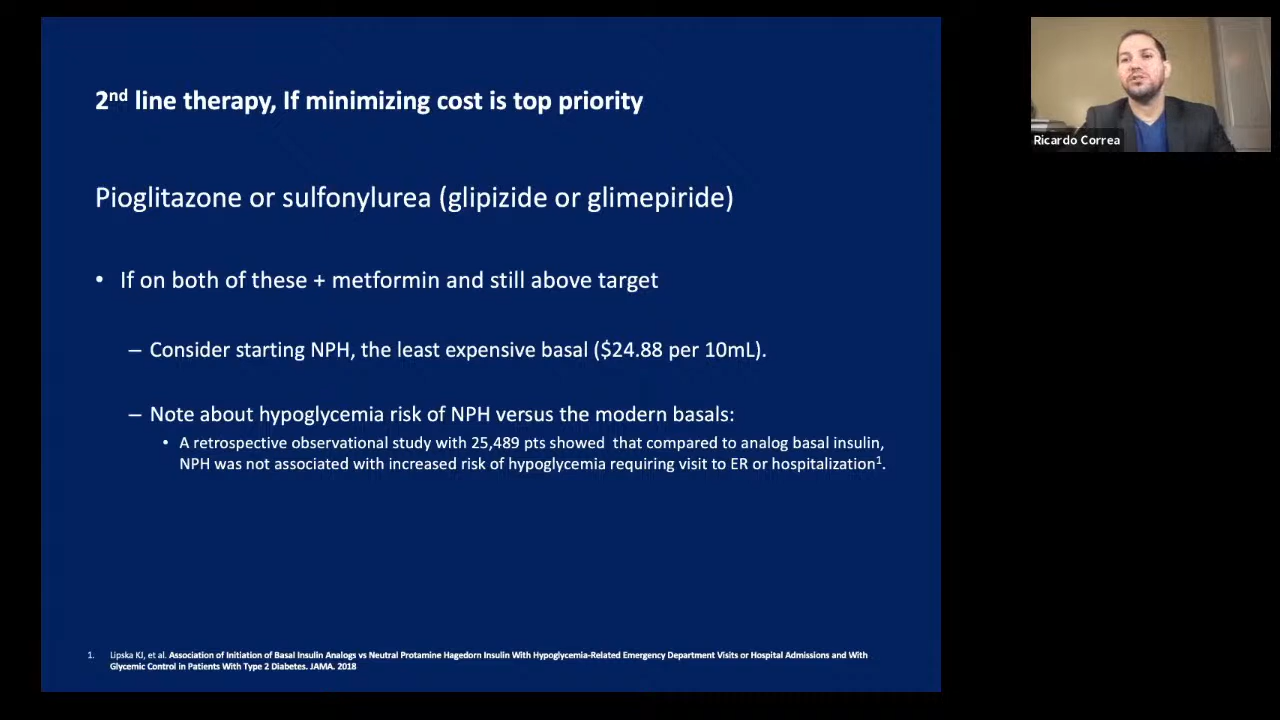 2nd line therapy, If minimizing cost is top priority
Pioglitazone or sulfonylurea (glipizide or glimepiride)
• If on both of these + metformin and still above target
– Consider starting NPH, the least expensive basal ($24.88 per 10mL).
– Note about hypoglycemia risk of NPH versus the modern basals:
• A retrospective observational study with 25,489 pts showed that compared to analog basal insulin,
NPH was not associated with increased risk of hypoglycemia requiring visit to ER or hospitalization1.
1. Lipska KJ, et al. Association of Initiation of Basal Insulin Analogs vs Neutral Protamine Hagedorn Insulin With Hypoglycemia-Related Emergency Department Visits or Hospital Admissions and With
Glycemic Control in Patients With Type 2 Diabetes. JAMA. 2018
Ricardo Correa